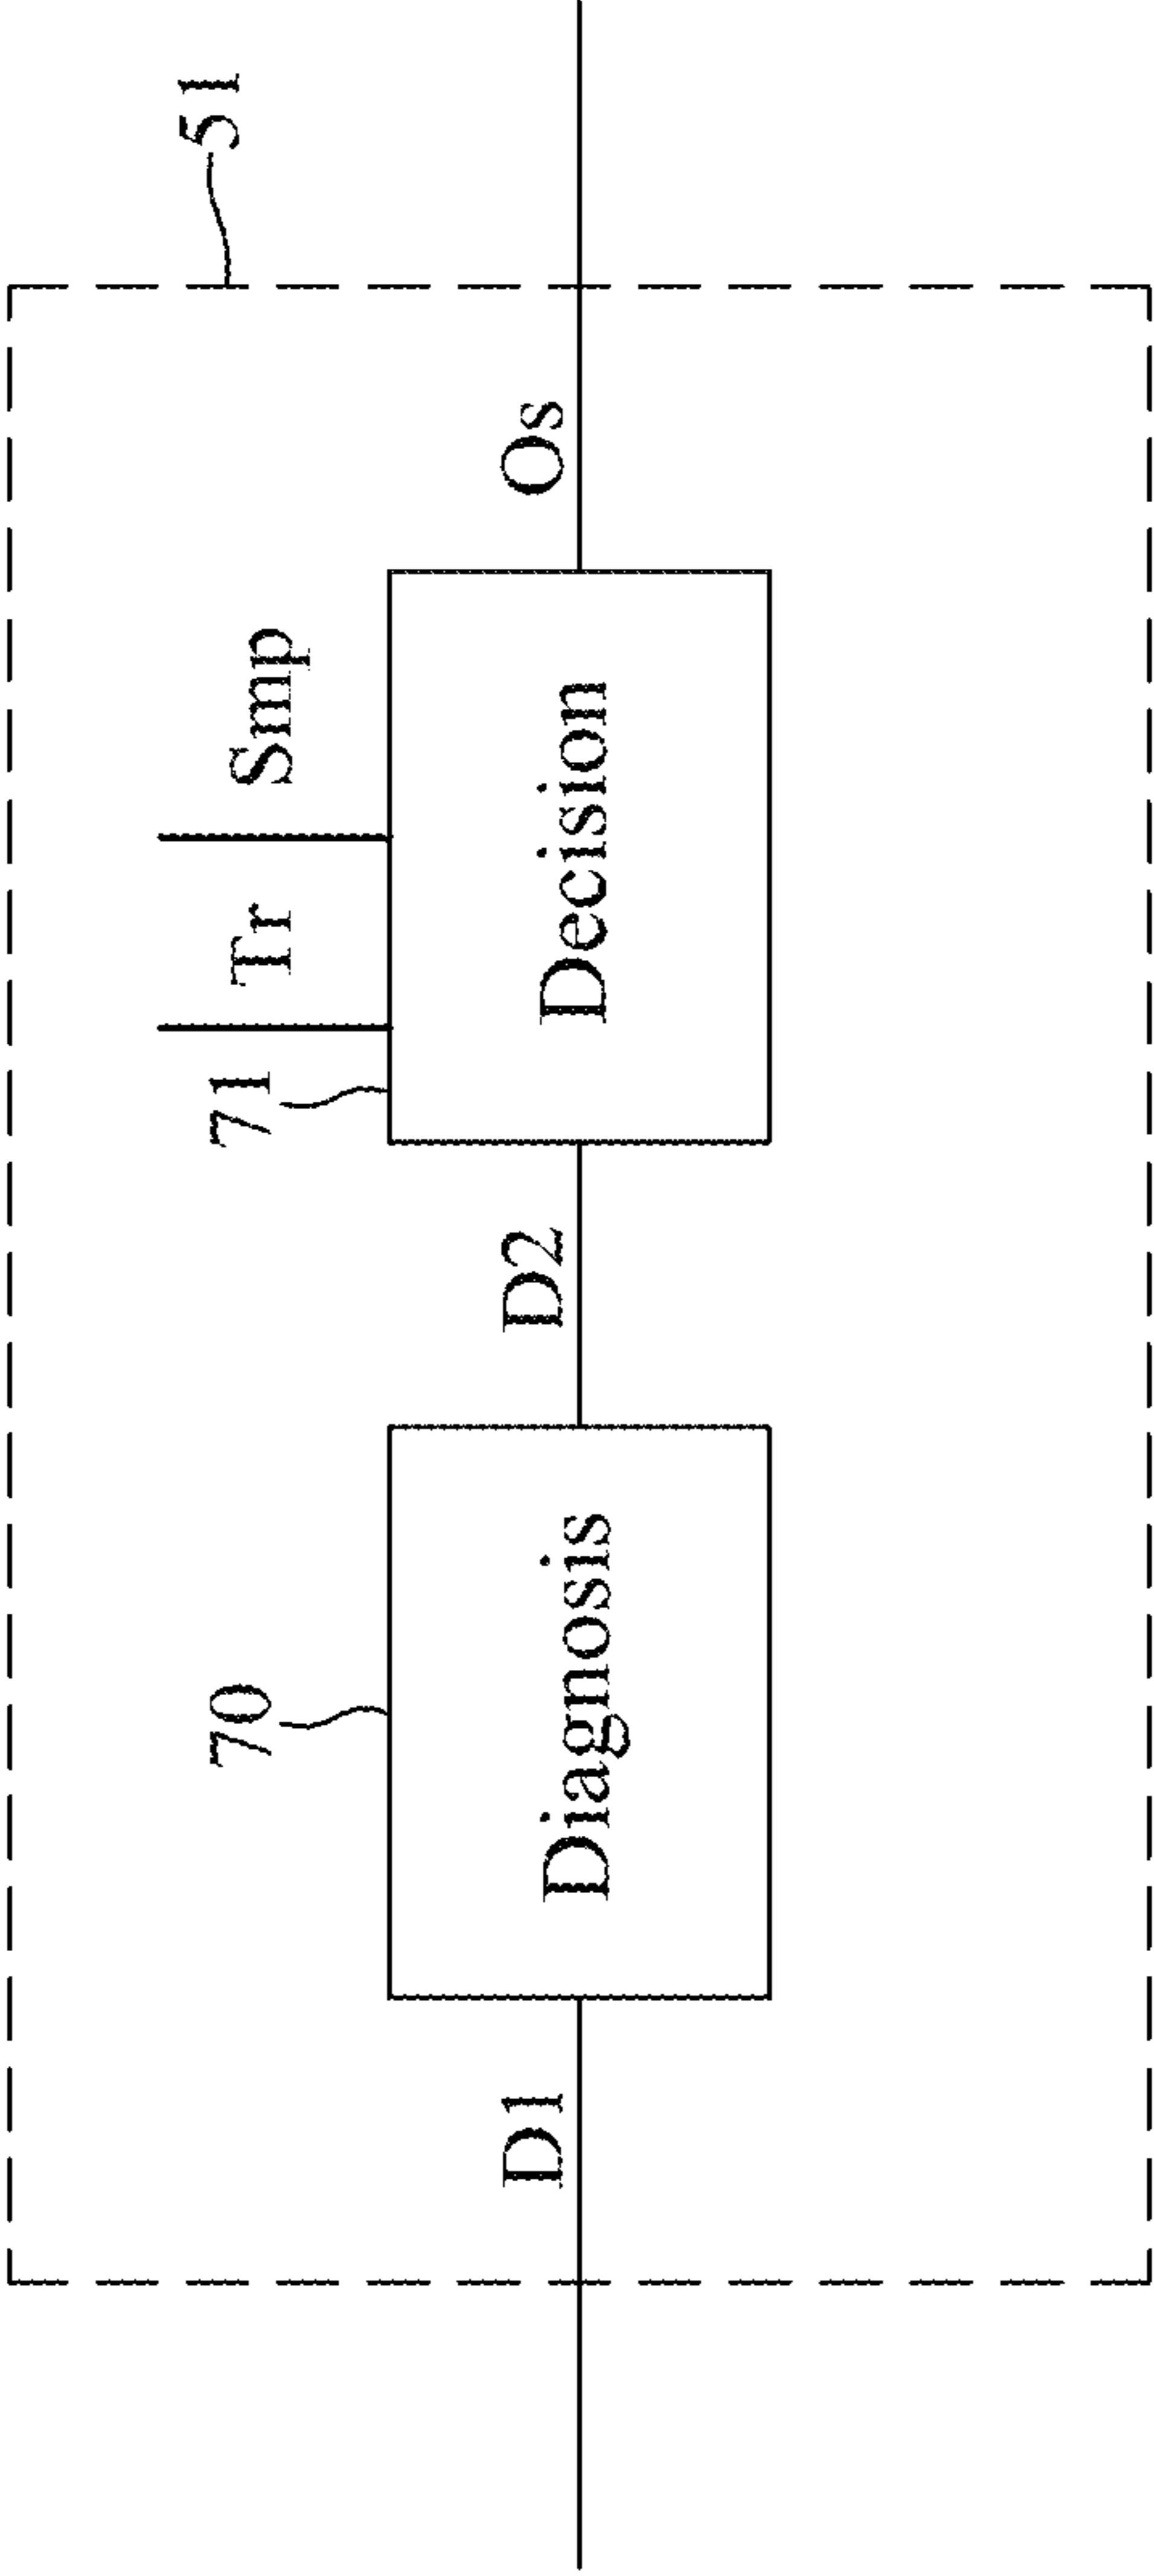 51
70
71
Tr
Smp
D1
Diagnosis
D2
Decision
Os